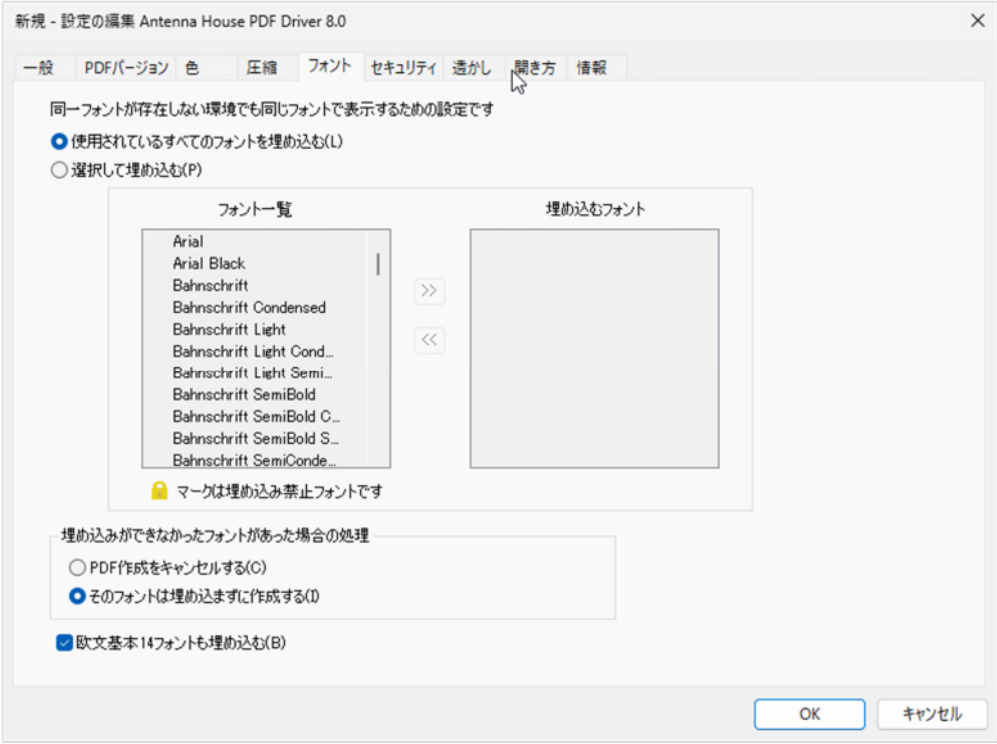 新規 - 設定の編集 Antenna House PDF Driver 8.0
一般 PDFバージョン 色 圧縮 フォント セキュリティ 透かし 開き方 情報
同一フォントが存在しない環境でも同じフォントで表示するための設定です
使用されているすべてのフォントを埋め込む(L)
選択して埋め込む(P)
フォント一覧
Arial
Arial Black
Bahnschrift
Bahnschrift Condensed
Bahnschrift Light
Bahnschrift Light Cond...
Bahnschrift Light Semi...
Bahnschrift SemiBold
Bahnschrift SemiBold C...
Bahnschrift SemiBold S...
Bahnschrift SemiConde...
>>
<<
埋め込むフォント
マークは埋め込み禁止フォントです
埋め込みができなかったフォントがあった場合の処理
PDF作成をキャンセルする(C)
そのフォントは埋め込まずに作成する(I)
欧文基本14フォントも埋め込む(B)
OK キャンセル